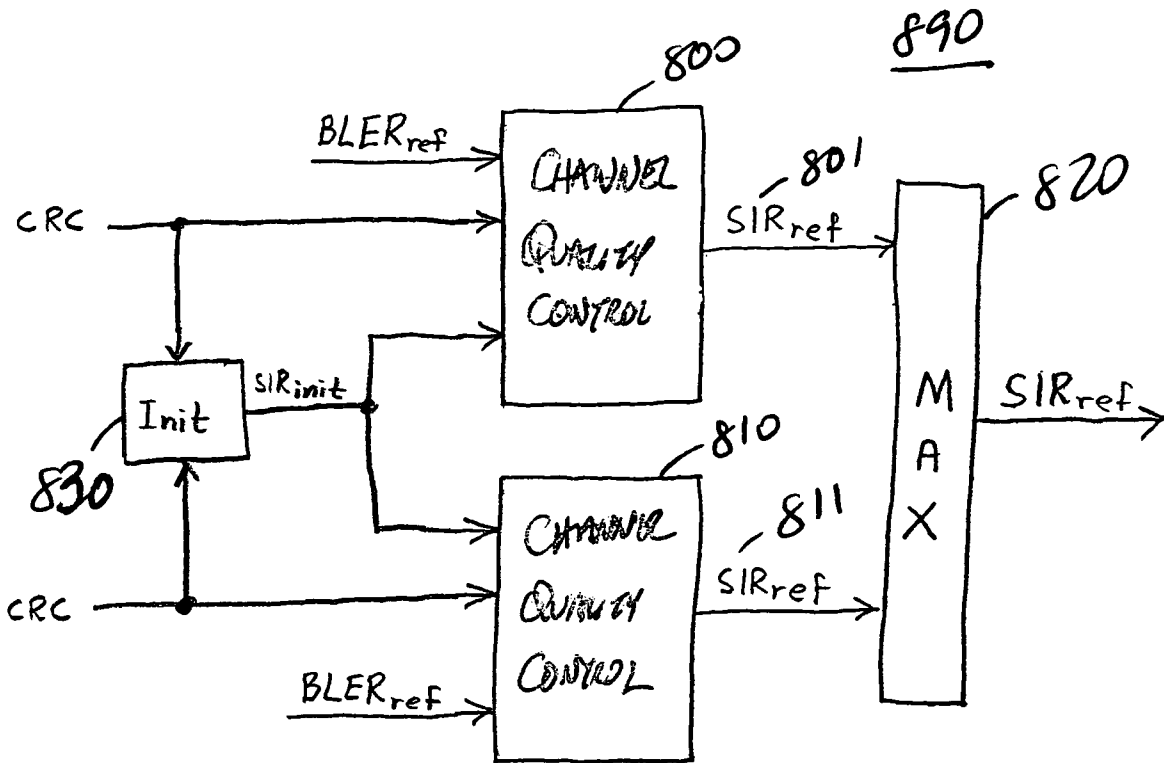 890
800
BLERref
CHANNEL
QUALITY
CONTROL
CRC
801
SIRref
820
Init
SIRinit
830
MAX
SIRref
810
CHANNEL
QUALITY
CONTROL
811
SIRref
CRC
BLERref